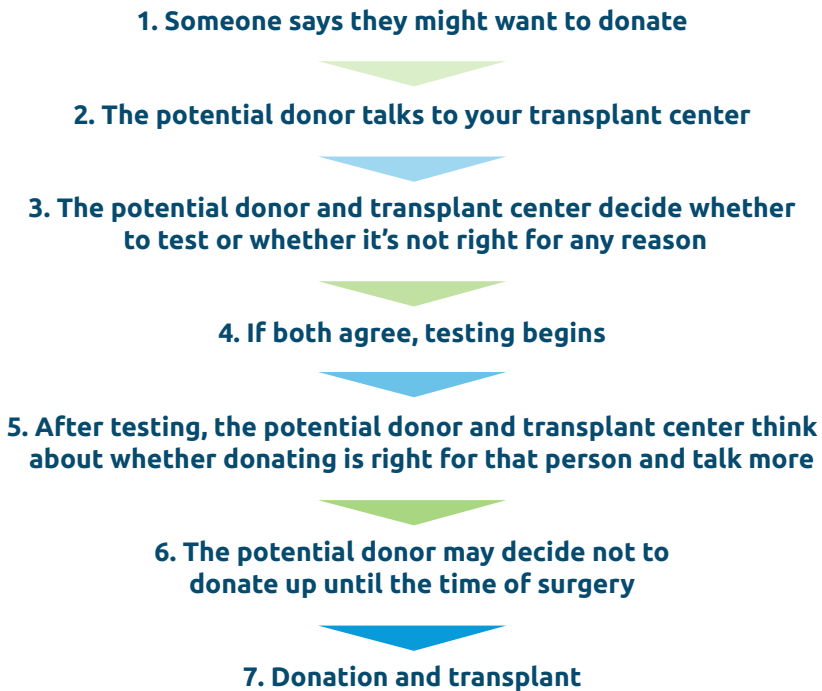 1. Someone says they might want to donate
2. The potential donor talks to your transplant center
3. The potential donor and transplant center decide whether
to test or whether it’s not right for any reason
4. If both agree, testing begins
5. After testing, the potential donor and transplant center think
about whether donating is right for that person and talk more
6. The potential donor may decide not to
donate up until the time of surgery
7. Donation and transplant